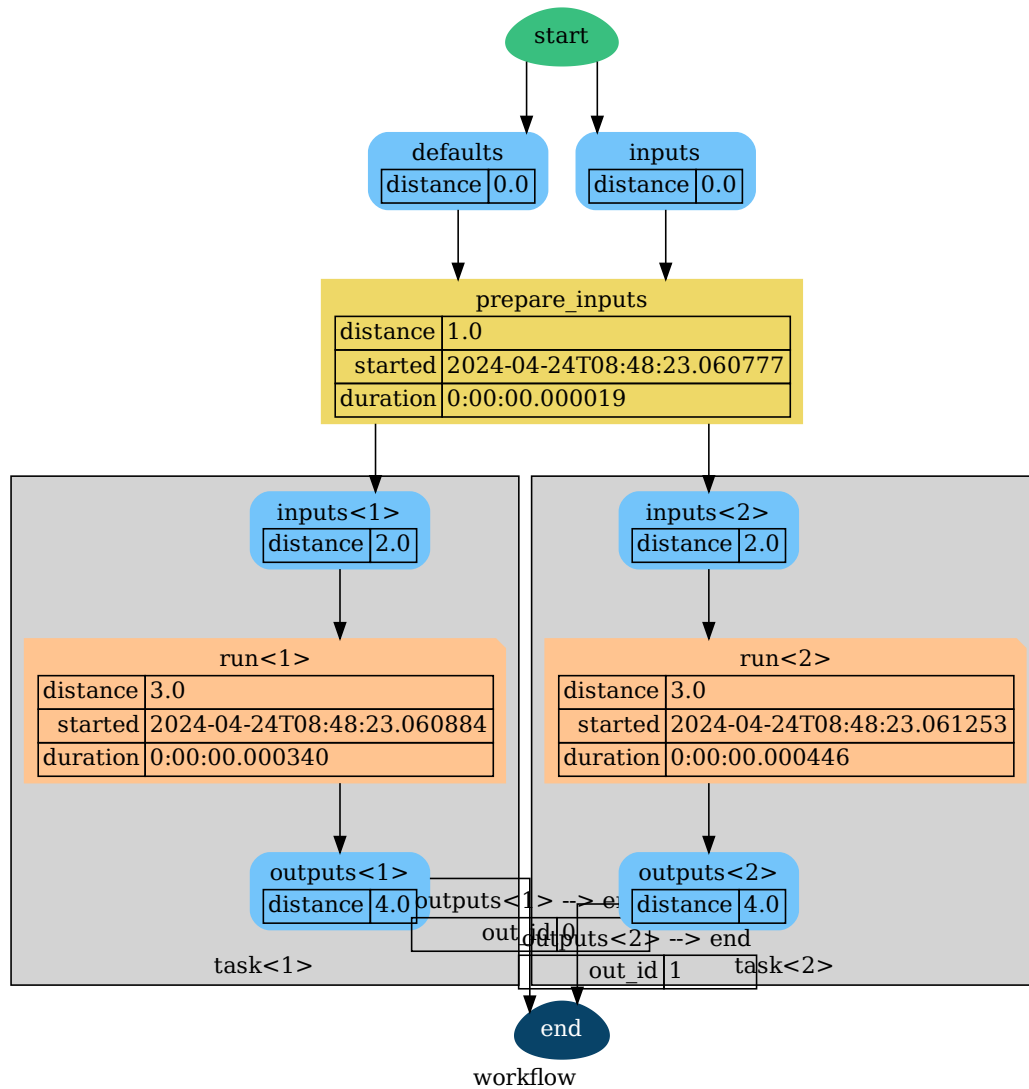 start
defaults
distance 0.0
inputs
distance 0.0
prepare_inputs
distance 1.0
started 2024-04-24T08:48:23.060777
duration 0:00:00.000019
inputs<1>
distance 2.0
inputs<2>
distance 2.0
run<1>
distance 3.0
started 2024-04-24T08:48:23.060884
duration 0:00:00.000340
run<2>
distance 3.0
started 2024-04-24T08:48:23.061253
duration 0:00:00.000446
outputs<1>
distance 4.0
outputs<1> --> e
out_id 0
outputs<2>
distance 4.0
outputs<2> --> end
out_id 1
task<1>
task<2>
end
workflow